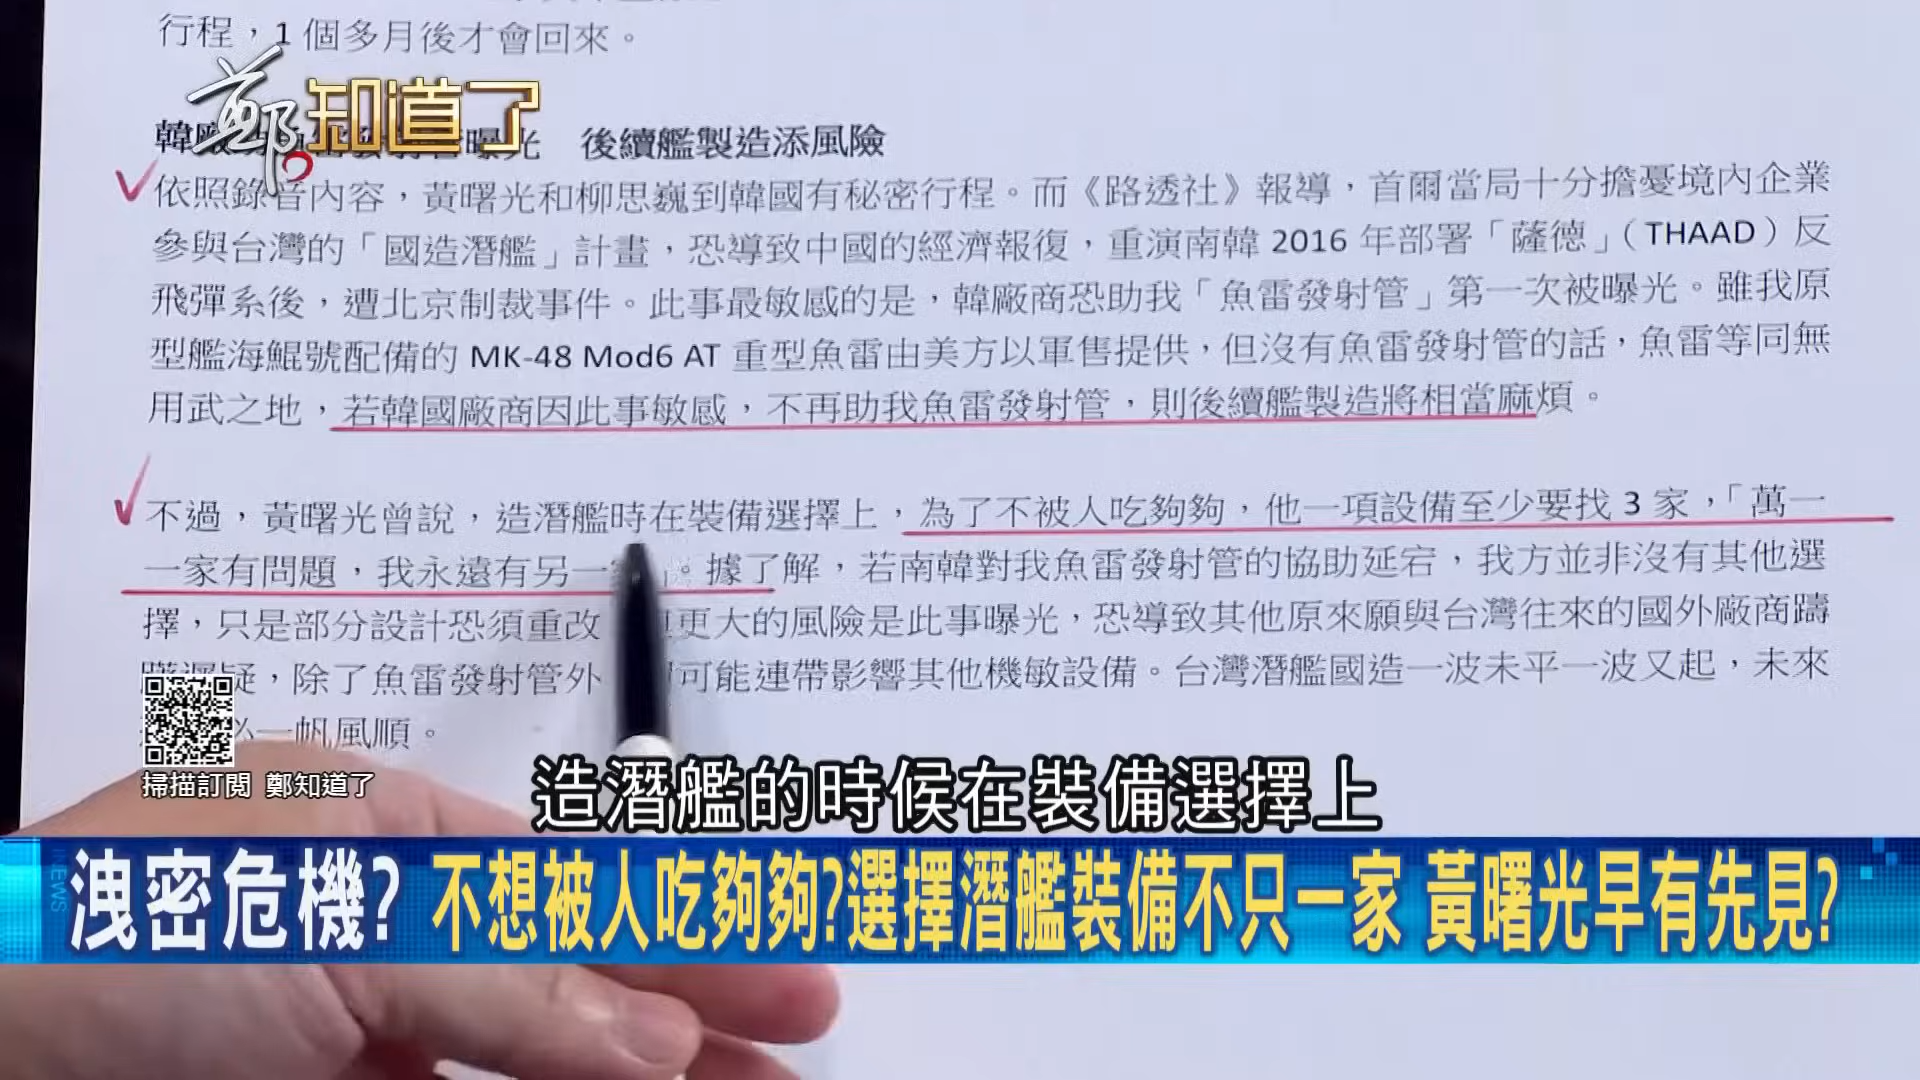 行程，1 個多月後才會回來。
鄭知道了
韓廠 曝光　後續艦製造添風險
依照錄音內容，黃曙光和柳思巍到韓國有秘密行程。而《路透社》報導，首爾當局十分擔憂境內企業
參與台灣的「國造潛艦」計畫，恐導致中國的經濟報復，重演南韓 2016 年部署「薩德」（THAAD）反
飛彈系後，遭北京制裁事件。此事最敏感的是，韓廠商恐助我「魚雷發射管」第一次被曝光。雖我原
型艦海鯤號配備的 MK-48 Mod6 AT 重型魚雷由美方以軍售提供，但沒有魚雷發射管的話，魚雷等同無
用武之地，若韓國廠商因此事敏感，不再助我魚雷發射管，則後續艦製造將相當麻煩。
不過，黃曙光曾說，造潛艦時在裝備選擇上，為了不被人吃夠夠，他一項設備至少要找 3 家，「萬一
一家有問題，我永遠有另一 」。據了解，若南韓對我魚雷發射管的協助延宕，我方並非沒有其他選
擇，只是部分設計恐須重改 更大的風險是此事曝光，恐導致其他原來願與台灣往來的國外廠商躊
疑，除了魚雷發射管外 可能連帶影響其他機敏設備。台灣潛艦國造一波未平一波又起，未來
必一帆風順。
掃描訂閱 鄭知道了
造潛艦的時候在裝備選擇上
NEWS
洩密危機? 不想被人吃夠夠?選擇潛艦裝備不只一家 黃曙光早有先見?